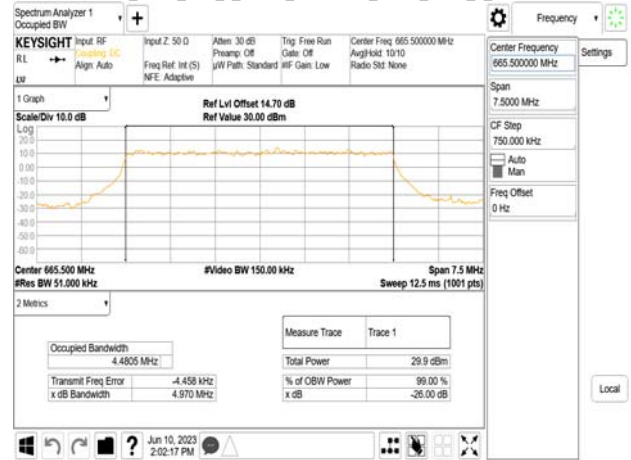 Spectrum Analyzer 1
Occupied BW
Frequency
KEYSIGHT
Input: RF
Coupling: DC
Align: Auto
RL
Input Z: 50 Ω
Freq Ref: Int (S)
NFE: Adaptive
Atten: 30 dB
Preamp: Off
µW Path: Standard
Trig: Free Run
Gate: Off
#IF Gain: Low
Center Freq: 665.500000 MHz
Avg|Hold: 10/10
Radio Std: None
Center Frequency
665.500000 MHz
Settings
Span
7.5000 MHz
CF Step
750.000 kHz
Auto
Man
Freq Offset
0 Hz
Local
1 Graph
Scale/Div 10.0 dB
Ref Lvl Offset 14.70 dB
Ref Value 30.00 dBm
Log
20.0
10.0
0.00
-10.0
-20.0
-30.0
-40.0
-50.0
-60.0
Center 665.500 MHz
#Res BW 51.000 kHz
#Video BW 150.00 kHz
Span 7.5 MHz
Sweep 12.5 ms (1001 pts)
2 Metrics
Measure Trace Trace 1
Occupied Bandwidth
4.4805 MHz
Total Power 29.9 dBm
Transmit Freq Error -4.458 kHz
% of OBW Power 99.00 %
x dB Bandwidth 4.970 MHz
x dB -26.00 dB
?
Jun 10, 2023
2:02:17 PM